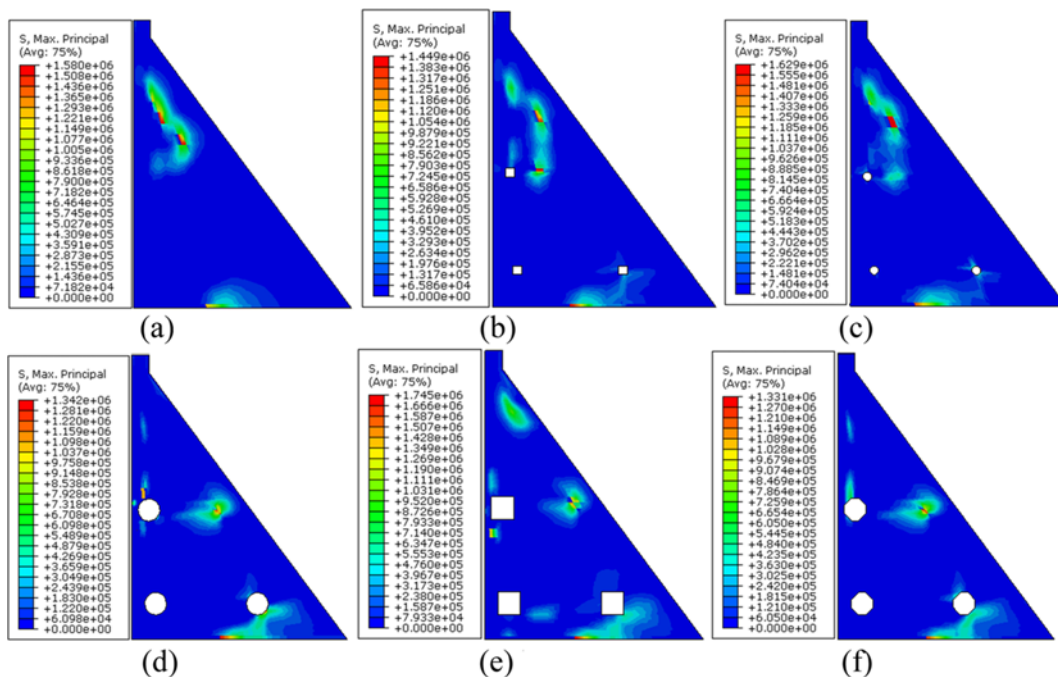 S, Max. Principal
(Avg: 75%)
+1.580e+06
+1.508e+06
+1.436e+06
+1.365e+06
+1.293e+06
+1.221e+06
+1.149e+06
+1.077e+06
+1.005e+06
+9.336e+05
+8.618e+05
+7.900e+05
+7.182e+05
+6.464e+05
+5.745e+05
+5.027e+05
+4.309e+05
+3.591e+05
+2.873e+05
+2.155e+05
+1.436e+05
+7.182e+04
+0.000e+00
(a)
S, Max. Principal
(Avg: 75%)
+1.449e+06
+1.383e+06
+1.317e+06
+1.251e+06
+1.186e+06
+1.120e+06
+1.054e+06
+9.879e+05
+9.221e+05
+8.562e+05
+7.903e+05
+7.245e+05
+6.586e+05
+5.928e+05
+5.269e+05
+4.610e+05
+3.952e+05
+3.293e+05
+2.634e+05
+1.976e+05
+1.317e+05
+6.586e+04
+0.000e+00
(b)
S, Max. Principal
(Avg: 75%)
+1.629e+06
+1.555e+06
+1.481e+06
+1.407e+06
+1.333e+06
+1.259e+06
+1.185e+06
+1.111e+06
+1.037e+06
+9.626e+05
+8.885e+05
+8.145e+05
+7.404e+05
+6.664e+05
+5.924e+05
+5.183e+05
+4.443e+05
+3.702e+05
+2.962e+05
+2.221e+05
+1.481e+05
+7.404e+04
+0.000e+00
(c)
S, Max. Principal
(Avg: 75%)
+1.342e+06
+1.281e+06
+1.220e+06
+1.159e+06
+1.098e+06
+1.037e+06
+9.758e+05
+9.148e+05
+8.538e+05
+7.928e+05
+7.318e+05
+6.708e+05
+6.098e+05
+5.489e+05
+4.879e+05
+4.269e+05
+3.659e+05
+3.049e+05
+2.439e+05
+1.830e+05
+1.220e+05
+6.098e+04
+0.000e+00
(d)
S, Max. Principal
(Avg: 75%)
+1.745e+06
+1.666e+06
+1.587e+06
+1.507e+06
+1.428e+06
+1.349e+06
+1.269e+06
+1.190e+06
+1.111e+06
+1.031e+06
+9.520e+05
+8.726e+05
+7.933e+05
+7.140e+05
+6.347e+05
+5.553e+05
+4.760e+05
+3.967e+05
+3.173e+05
+2.380e+05
+1.587e+05
+7.933e+04
+0.000e+00
(e)
S, Max. Principal
(Avg: 75%)
+1.331e+06
+1.270e+06
+1.210e+06
+1.149e+06
+1.089e+06
+1.028e+06
+9.679e+05
+9.074e+05
+8.469e+05
+7.864e+05
+7.259e+05
+6.654e+05
+6.050e+05
+5.445e+05
+4.840e+05
+4.235e+05
+3.630e+05
+3.025e+05
+2.420e+05
+1.815e+05
+1.210e+05
+6.050e+04
+0.000e+00
(f)